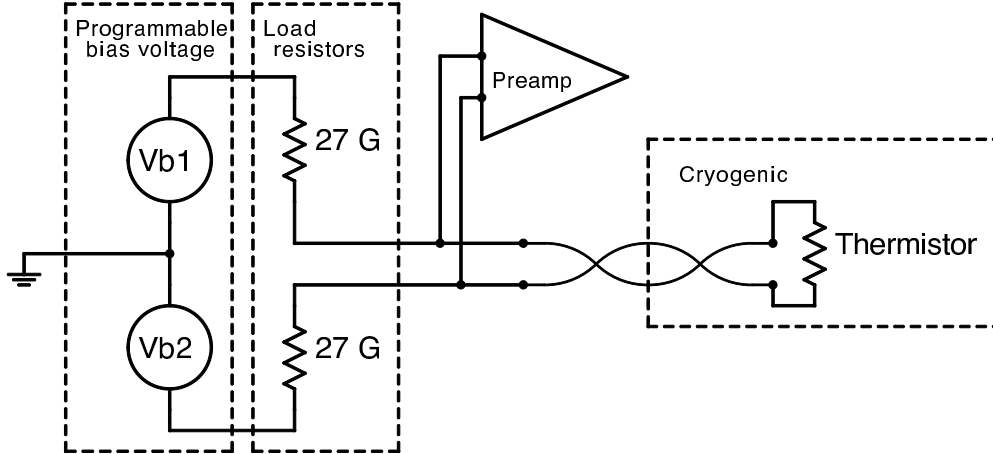 Programmable
bias voltage
Load
resistors
Preamp
27 G
Vb1
Cryogenic
Thermistor
Vb2
27 G